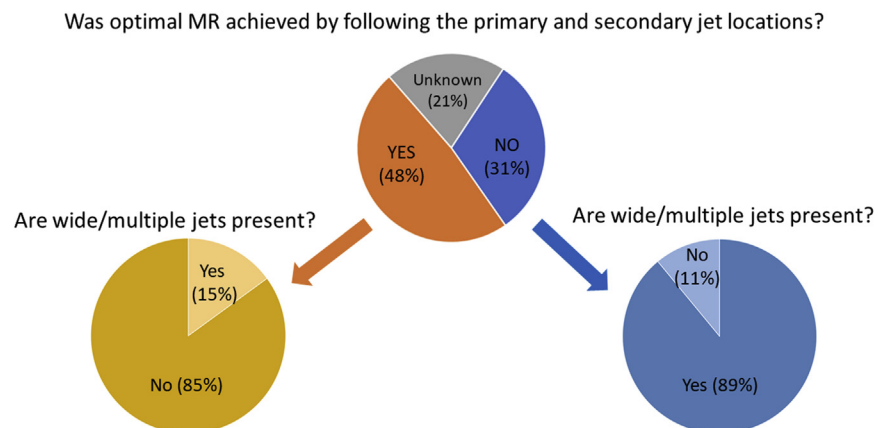 Was optimal MR achieved by following the primary and secondary jet locations?
Unknown
(21%)
YES
(48%)
NO
(31%)
Are wide/multiple jets present?
Yes
(15%)
No (85%)
Are wide/multiple jets present?
No
(11%)
Yes (89%)